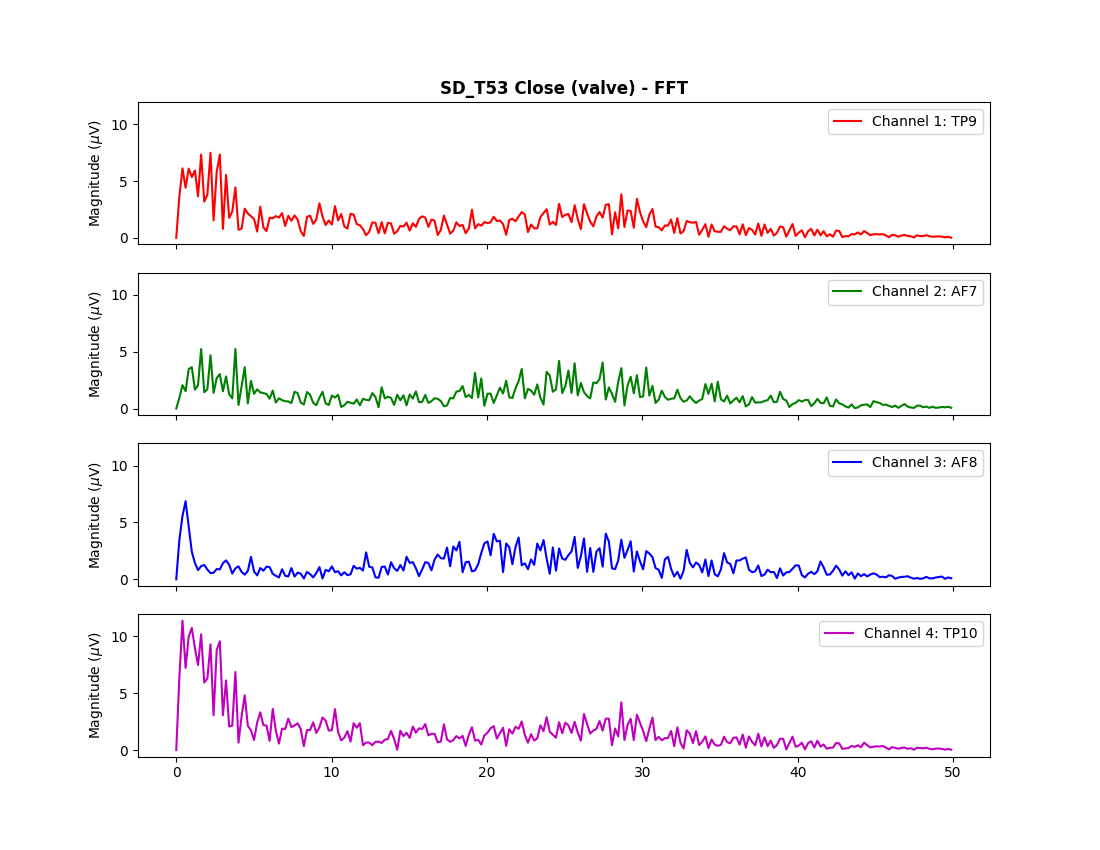 SD_T53 Close (valve) - FFT
Magnitude (μV)
10
5
0
Channel 1: TP9
Magnitude (μV)
10
5
0
Channel 2: AF7
Magnitude (μV)
10
5
0
Channel 3: AF8
Magnitude (μV)
10
5
0
Channel 4: TP10
0 10 20 30 40 50